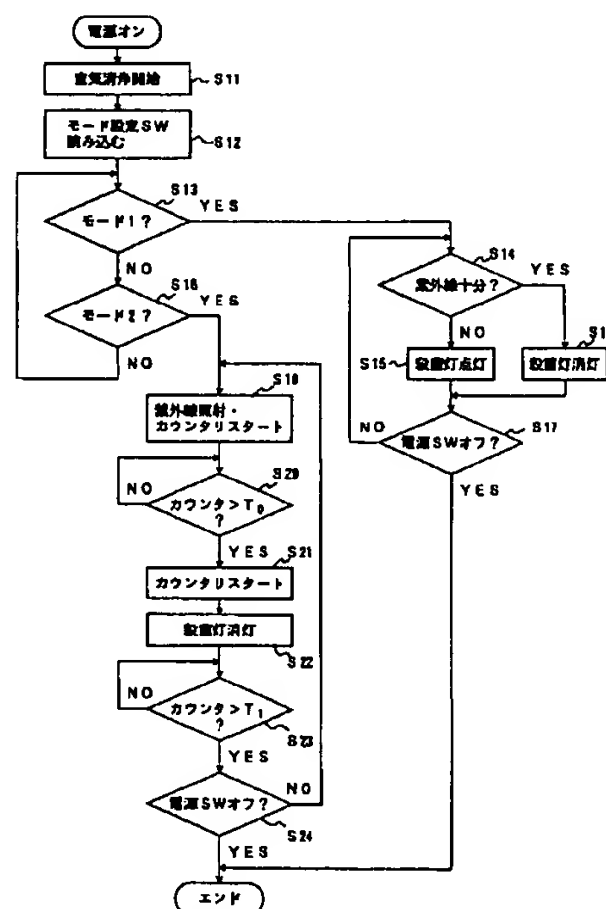 電源オン
空気清浄開始
S11
モード設定SW
読み込む
S12
S13
モード1?
YES
NO
S14
紫外線十分?
YES
NO
S15
殺菌灯点灯
S1
殺菌灯消灯
S17
電源SWオフ?
NO
YES
S18
モード2?
YES
NO
S19
紫外線照射・
カウンタリスタート
S20
カウンタ>T0
?
NO
YES
S21
カウンタリスタート
殺菌灯消灯
S22
カウンタ>T1
?
NO
S23
YES
電源SWオフ?
NO
S24
YES
エンド